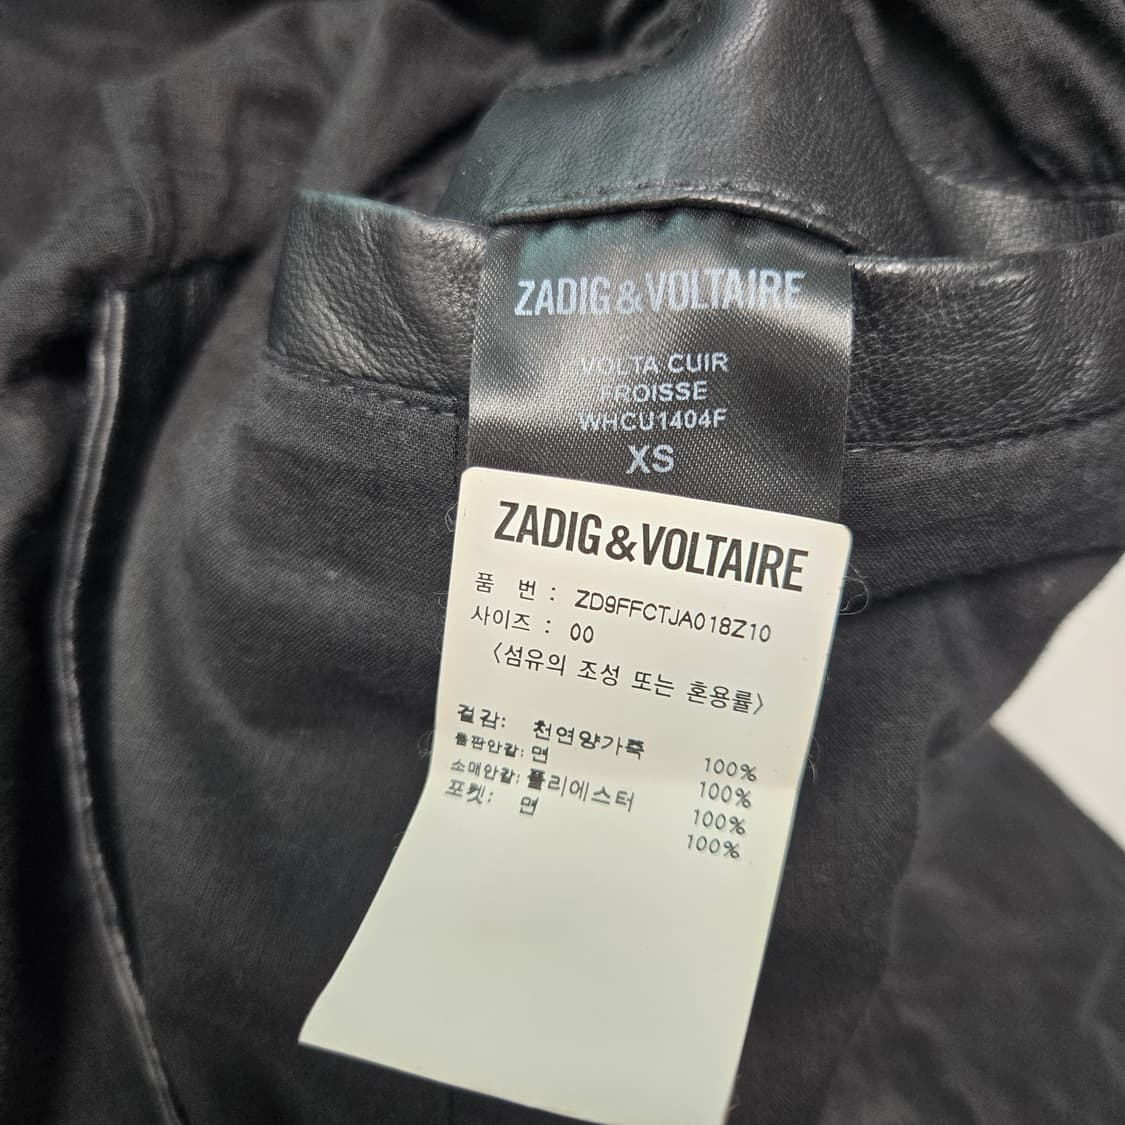 ZADIG & VOLTAIRE
VOLTA CUIR
FROISSE
WHCU1404F
XS
ZADIG & VOLTAIRE
품 번 : ZD9FFCTJA018Z10
사이즈 : 00
<섬유의 조성 또는 혼용률>
겉감: 천연양가죽 100%
몸판안감: 면 100%
소매안감: 폴리에스터 100%
포켓: 면 100%